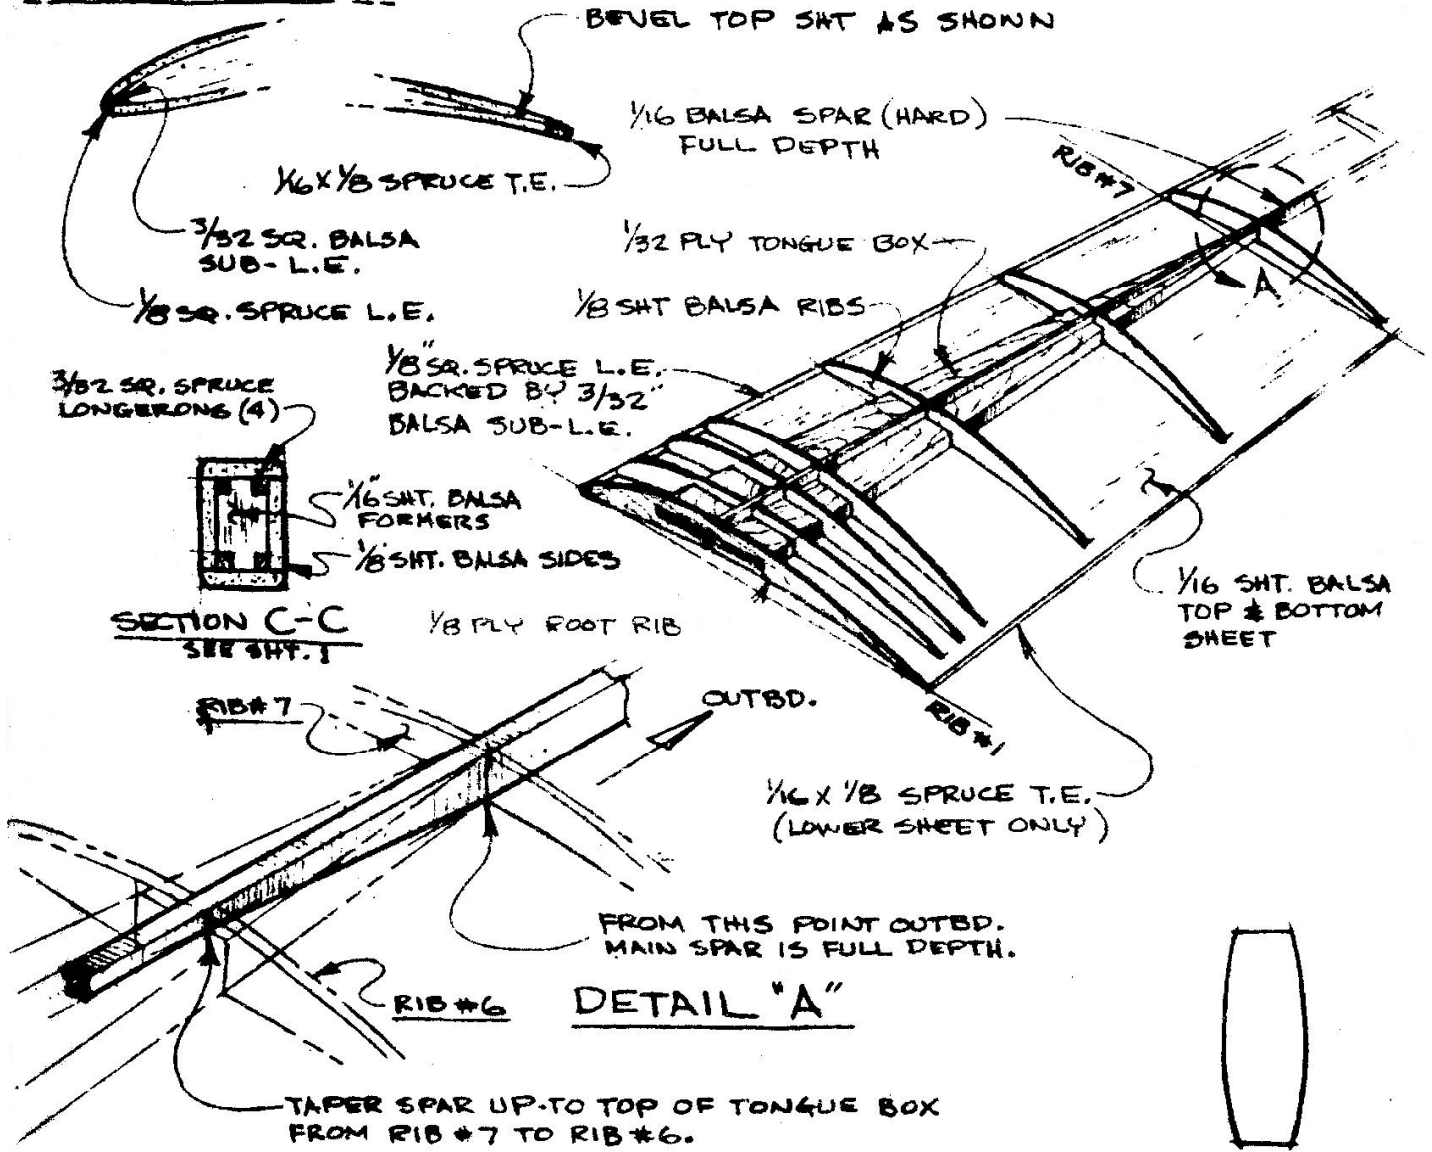 BEVEL TOP SHT AS SHOWN
1/16 BALSA SPAR (HARD)
FULL DEPTH
RIB #7
1/16 X 1/8 SPRUCE T.E.
3/32 SQ. BALSA
SUB-L.E.
1/8 SQ. SPRUCE L.E.
1/32 PLY TONGUE BOX
A
1/8 SHT BALSA RIBS
1/8" SQ. SPRUCE L.E.
BACKED BY 3/32"
BALSA SUB-L.E.
3/32 SQ. SPRUCE
LONGERONS (4)
1/16 SHT. BALSA
FORMERS
1/8 SHT. BALSA SIDES
SECTION C-C
SEE SHT. 1
1/8 PLY ROOT RIB
1/16 SHT. BALSA
TOP & BOTTOM
SHEET
RIB #7
OUTBD.
RIB #1
1/16 X 1/8 SPRUCE T.E.
(LOWER SHEET ONLY)
FROM THIS POINT OUTBD.
MAIN SPAR IS FULL DEPTH.
RIB #6
DETAIL "A"
TAPER SPAR UP-TO TOP OF TONGUE BOX
FROM RIB #7 TO RIB #6.